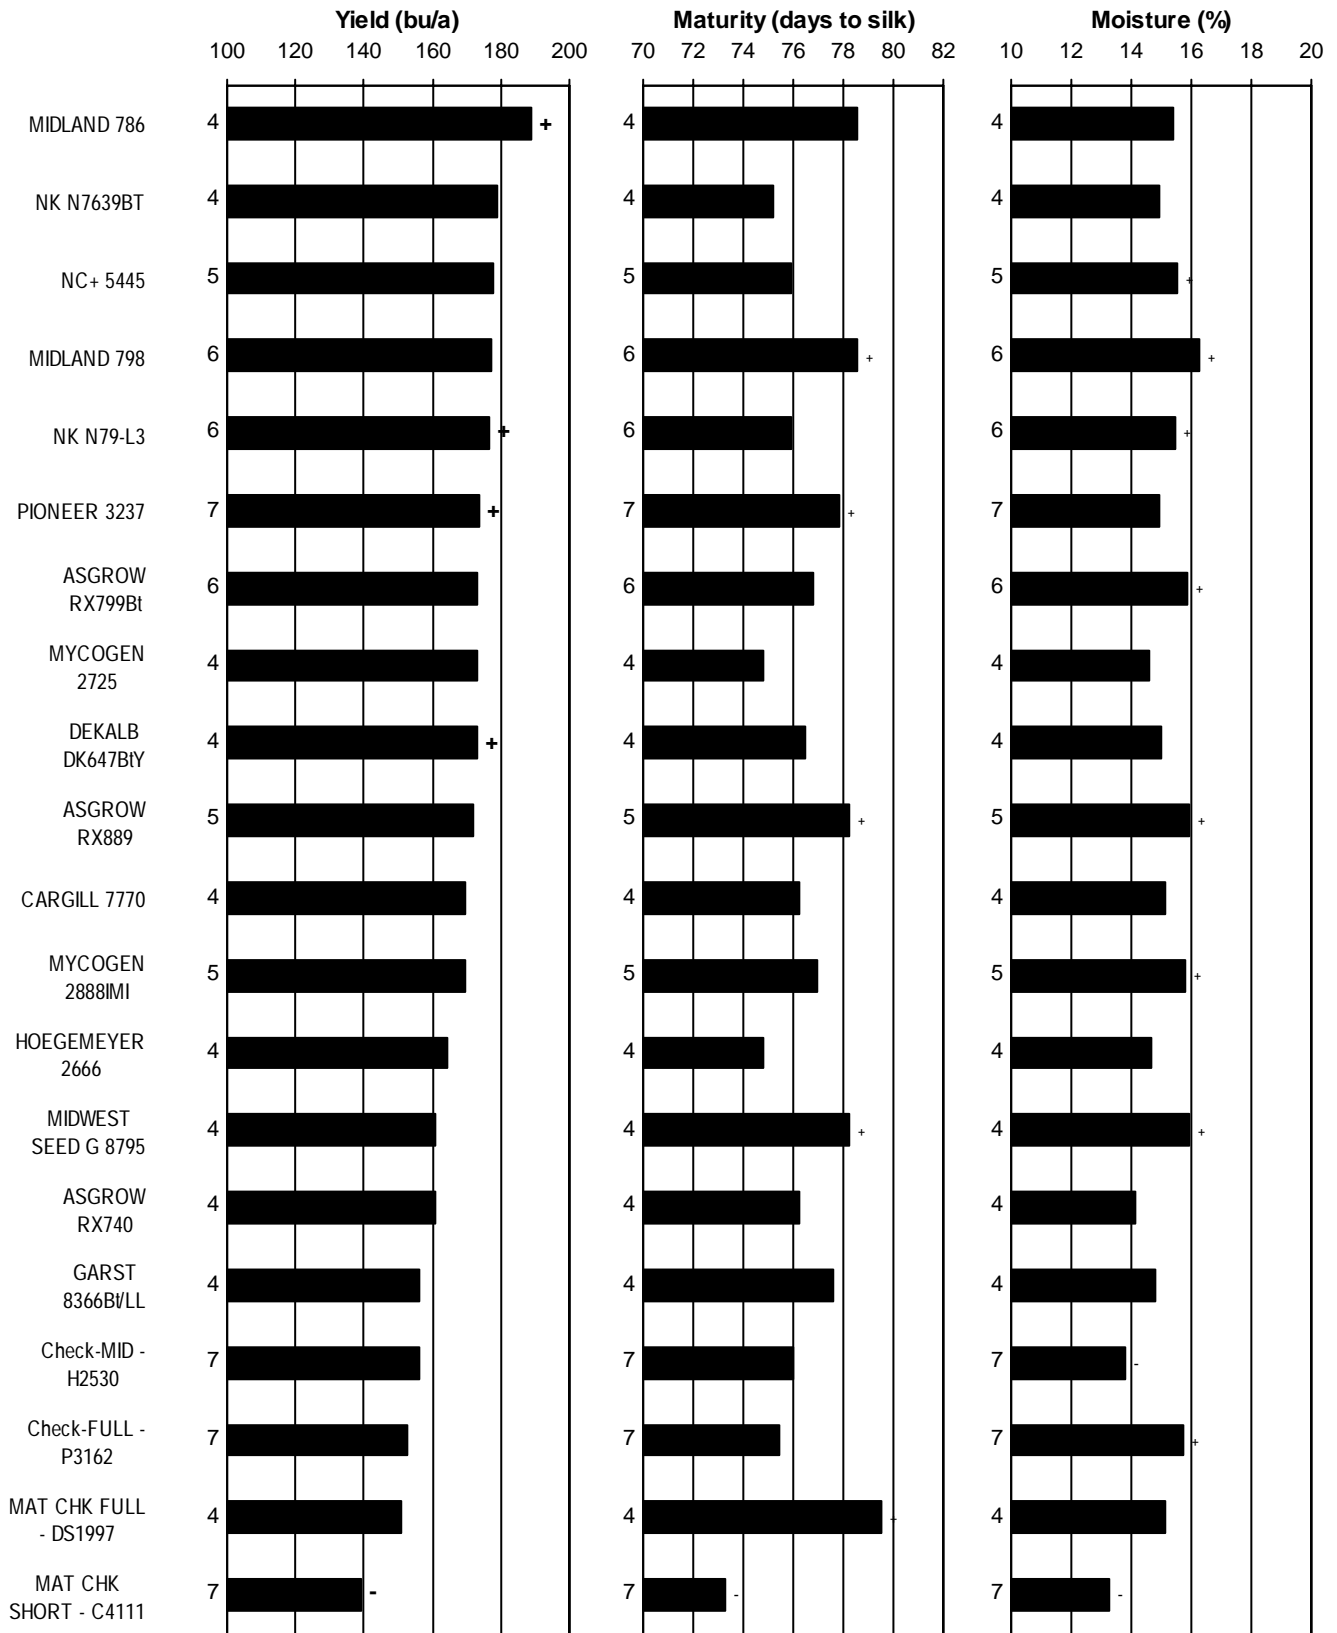 Yield (bu/a) Maturity (days to silk) Moisture (%)
100 120 140 160 180 200 70 72 74 76 78 80 82 10 12 14 16 18 20
MIDLAND 786 4 + 4 4
NK N7639BT 4 4 4
NC+ 5445 5 5 5 +
MIDLAND 798 6 6 + 6 +
NK N79-L3 6 + 6 6 +
PIONEER 3237 7 + 7 + 7
ASGROW
RX799Bt 6 6 6 +
MYCOGEN
2725 4 4 4
DEKALB
DK647BtY 4 + 4 4
ASGROW
RX889 5 5 + 5 +
CARGILL 7770 4 4 4
MYCOGEN
2888IMI 5 5 5 +
HOEGEMEYER
2666 4 4 4
MIDWEST
SEED G 8795 4 4 + 4 +
ASGROW
RX740 4 4 4
GARST
8366Bt/LL 4 4 4
Check-MID -
H2530 7 7 7 -
Check-FULL -
P3162 7 7 7 +
MAT CHK FULL
- DS1997 4 4 + 4
MAT CHK
SHORT - C4111 7 - 7 - 7 -